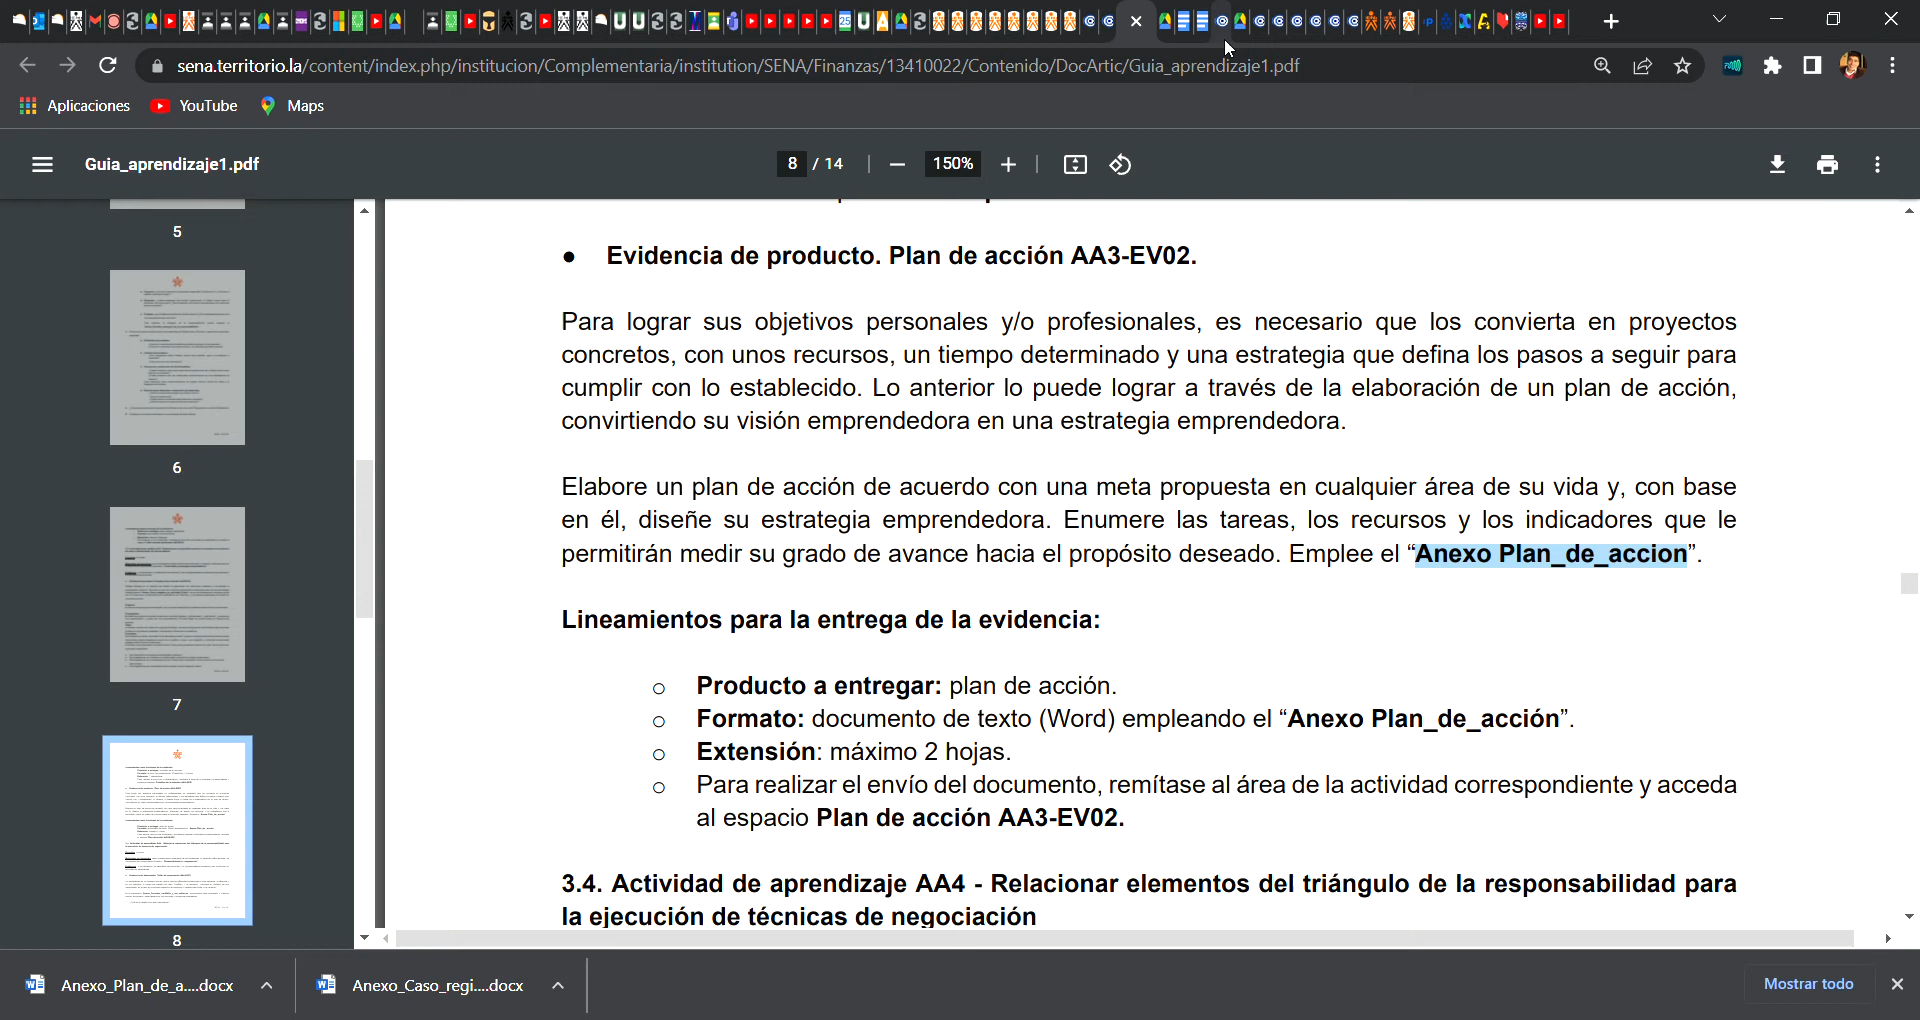 sena.territorio.la/content/index.php/institucion/Complementaria/institution/SENA/Finanzas/13410022/Contenido/DocArtic/Guia_aprendizaje1.pdf
Aplicaciones YouTube Maps
Guia_aprendizaje1.pdf 8 / 14 150%
5
6
7
8
● Evidencia de producto. Plan de acción AA3-EV02.
Para lograr sus objetivos personales y/o profesionales, es necesario que los convierta en proyectos
concretos, con unos recursos, un tiempo determinado y una estrategia que defina los pasos a seguir para
cumplir con lo establecido. Lo anterior lo puede lograr a través de la elaboración de un plan de acción,
convirtiendo su visión emprendedora en una estrategia emprendedora.
Elabore un plan de acción de acuerdo con una meta propuesta en cualquier área de su vida y, con base
en él, diseñe su estrategia emprendedora. Enumere las tareas, los recursos y los indicadores que le
permitirán medir su grado de avance hacia el propósito deseado. Emplee el “Anexo Plan_de_accion”.
Lineamientos para la entrega de la evidencia:
o Producto a entregar: plan de acción.
o Formato: documento de texto (Word) empleando el “Anexo Plan_de_acción”.
o Extensión: máximo 2 hojas.
o Para realizar el envío del documento, remítase al área de la actividad correspondiente y acceda
al espacio Plan de acción AA3-EV02.
3.4. Actividad de aprendizaje AA4 - Relacionar elementos del triángulo de la responsabilidad para
la ejecución de técnicas de negociación
Anexo_Plan_de_a....docx Anexo_Caso_regi....docx Mostrar todo